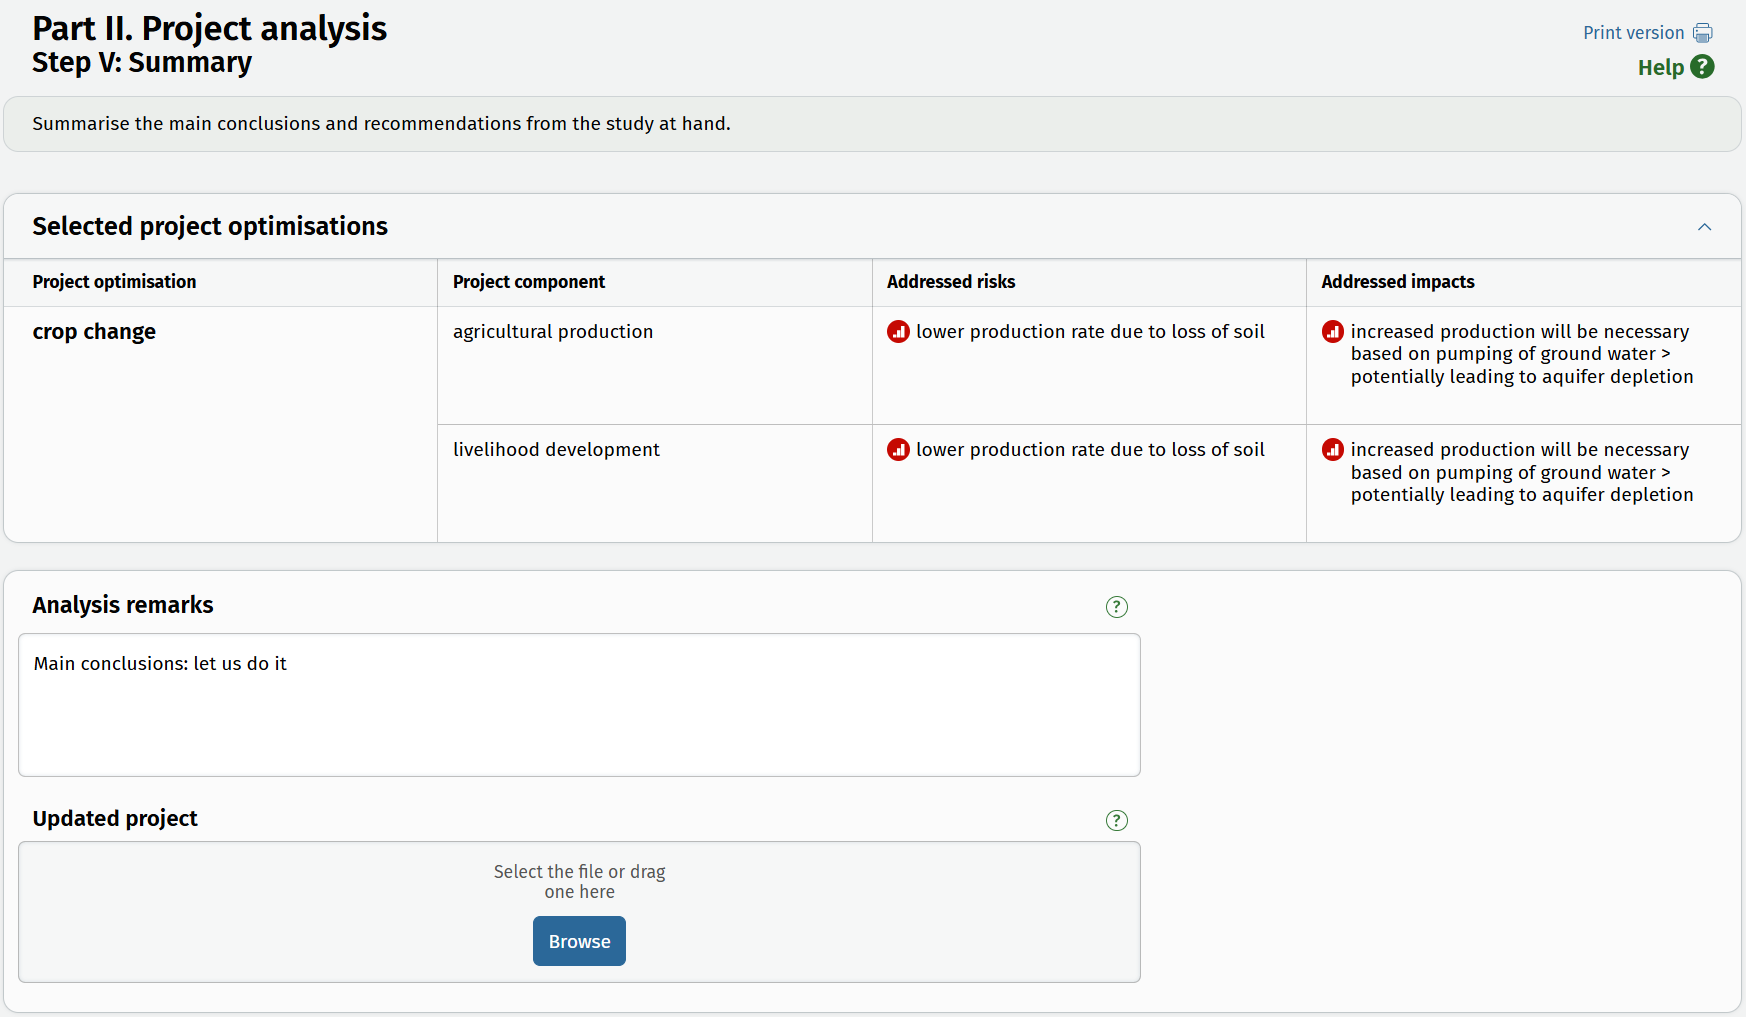 Part II. Project analysis
Step V: Summary
Print version
Help ?
Summarise the main conclusions and recommendations from the study at hand.
Selected project optimisations
Project optimisation
Project component
Addressed risks
Addressed impacts
crop change
agricultural production
lower production rate due to loss of soil
increased production will be necessary
based on pumping of ground water >
potentially leading to aquifer depletion
livelihood development
lower production rate due to loss of soil
increased production will be necessary
based on pumping of ground water >
potentially leading to aquifer depletion
Analysis remarks
?
Main conclusions: let us do it
Updated project
?
Select the file or drag
one here
Browse